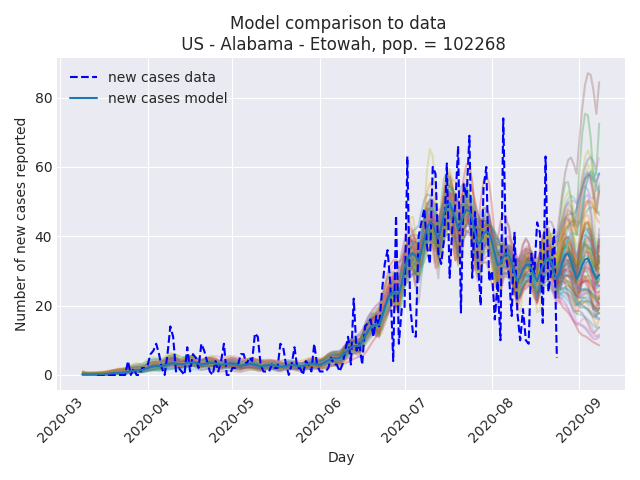 Model comparison to data
US - Alabama - Etowah, pop. = 102268
new cases data
new cases model
Number of new cases reported
80
60
40
20
0
2020-03
2020-04
2020-05
2020-06
2020-07
2020-08
2020-09
Day